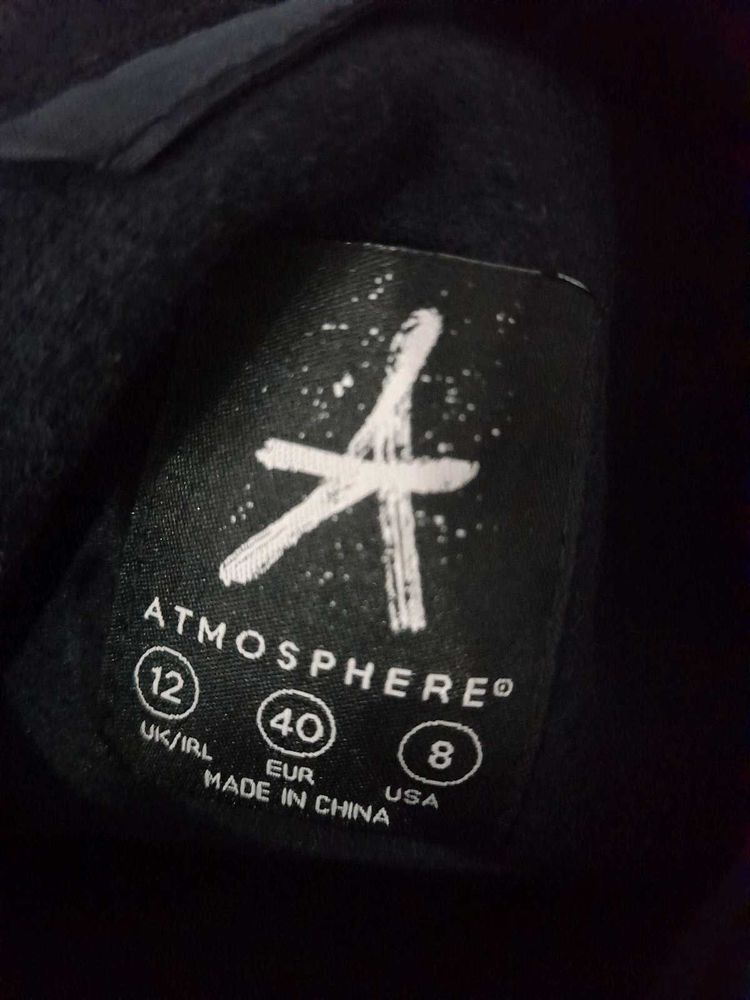 ATMOSPHERE®
12 40 8
UK/IRL EUR USA
MADE IN CHINA